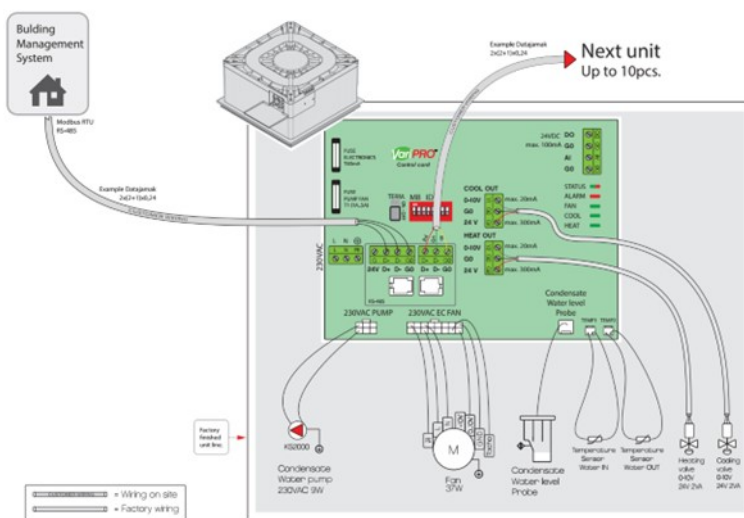 Bulding
Management
System
Modbus RTU
RS-485
Example Datajamak
2x(2+1)x0,24
Example Datajamak
2x(2+1)x0,24
Next unit
Up to 10pcs.
FUSE
ELECTRONICS
FUSE
PUMP FAN
VariPRO
Control card
TERM.
24VDC
max. 100mA
DO
G0
AI
G0
STATUS
ALARM
FAN
COOL
HEAT
COOL OUT
0-10V
G0
24 V
max. 20mA
max. 300mA
HEAT OUT
0-10V
G0
24 V
max. 20mA
max. 300mA
230VAC
L N
24V D+ D- G0
D+ D- G0
RS-485
230VAC PUMP
230VAC EC FAN
Condensate
Water level
Probe
TEMP1 TEMP2
Factory
finished
unit line.
KG2000
Condensate
Water pump
230VAC 9W
M
Fan
37W
Condensate
Water level
Probe
Temperature
Sensor
Water IN
Temperature
Sensor
Water OUT
Heating
valve
0-10V
24V 2VA
Cooling
valve
0-10V
24V 2VA
= Wiring on site
= Factory wiring